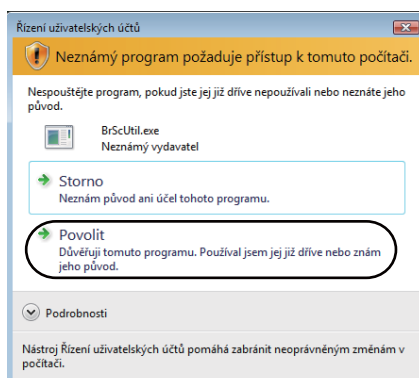 Řízení uživatelských účtů
Neznámý program požaduje přístup k tomuto počítači.
Nespouštějte program, pokud jste jej již dříve nepoužívali nebo neznáte jeho
původ.
BrScUtil.exe
Neznámý vydavatel
Storno
Neznám původ ani účel tohoto programu.
Povolit
Důvěřuji tomuto programu. Používal jsem jej již dříve nebo znám
jeho původ.
Podrobnosti
Nástroj Řízení uživatelských účtů pomáhá zabránit neoprávněným změnám v
počítači.